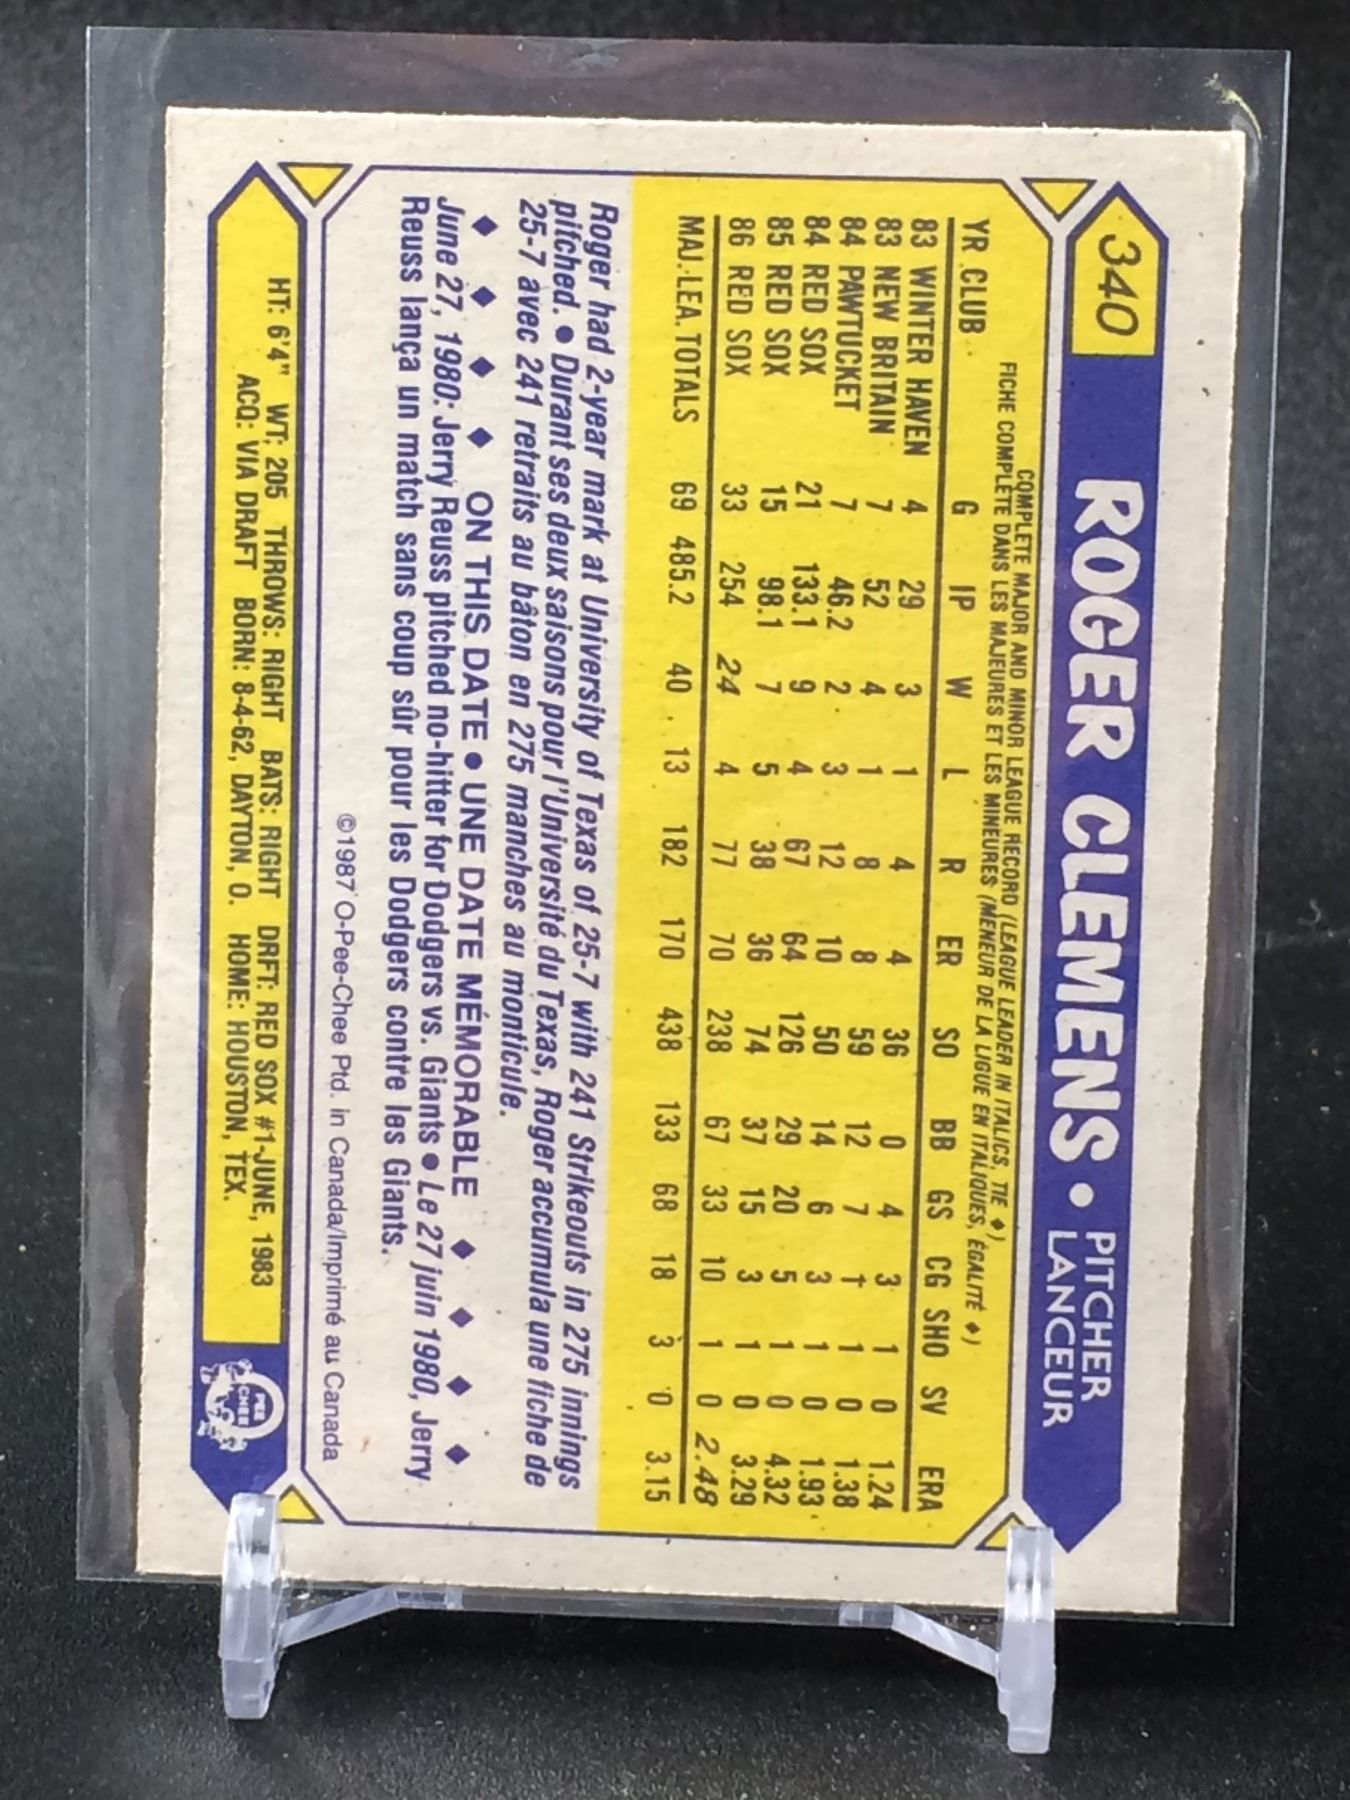 340 ROGER CLEMENS • PITCHER
LANCEUR
COMPLETE MAJOR AND MINOR LEAGUE RECORD (LEAGUE LEADER IN ITALICS, TIE ♦)
FICHE COMPLÈTE DANS LES MAJEURES ET LES MINEURES (MENEUR DE LA LIGUE EN ITALIQUES, ÉGALITÉ ♦)
YR CLUB G IP W L R ER SO BB GS CG SHO SV ERA
83 WINTER HAVEN 4 29 3 1 4 4 36 0 4 3 1 0 1.24
83 NEW BRITAIN 7 52 4 1 8 8 59 12 7 1 1 0 1.38
84 PAWTUCKET 7 46.2 2 3 12 10 50 14 6 3 1 0 1.93
84 RED SOX 21 133.1 9 4 67 64 126 29 20 5 1 0 4.32
85 RED SOX 15 98.1 7 5 38 36 74 37 15 3 1 0 3.29
86 RED SOX 33 254 24 4 77 70 238 67 33 10 1 0 2.48
MAJ. LEA. TOTALS 69 485.2 40 13 182 170 438 133 68 18 3 0 3.15
Roger had 2-year mark at University of Texas of 25-7 with 241 Strikeouts in 275 innings
pitched. • Durant ses deux saisons pour l'Université du Texas, Roger accumula une fiche de
25-7 avec 241 retraits au bâton en 275 manches au monticule.
♦ ♦ ♦ ♦ ON THIS DATE • UNE DATE MÉMORABLE ♦ ♦ ♦ ♦
June 27, 1980: Jerry Reuss pitched no-hitter for Dodgers vs. Giants • Le 27 juin 1980, Jerry
Reuss lança un match sans coup sûr pour les Dodgers contre les Giants.
©1987 O-Pee-Chee Ptd. in Canada/Imprimé au Canada
HT: 6'4" WT: 205 THROWS: RIGHT BATS: RIGHT DRFT: RED SOX #1-JUNE, 1983
ACQ: VIA DRAFT BORN: 8-4-62, DAYTON, O. HOME: HOUSTON, TEX.
O PEE CHEE